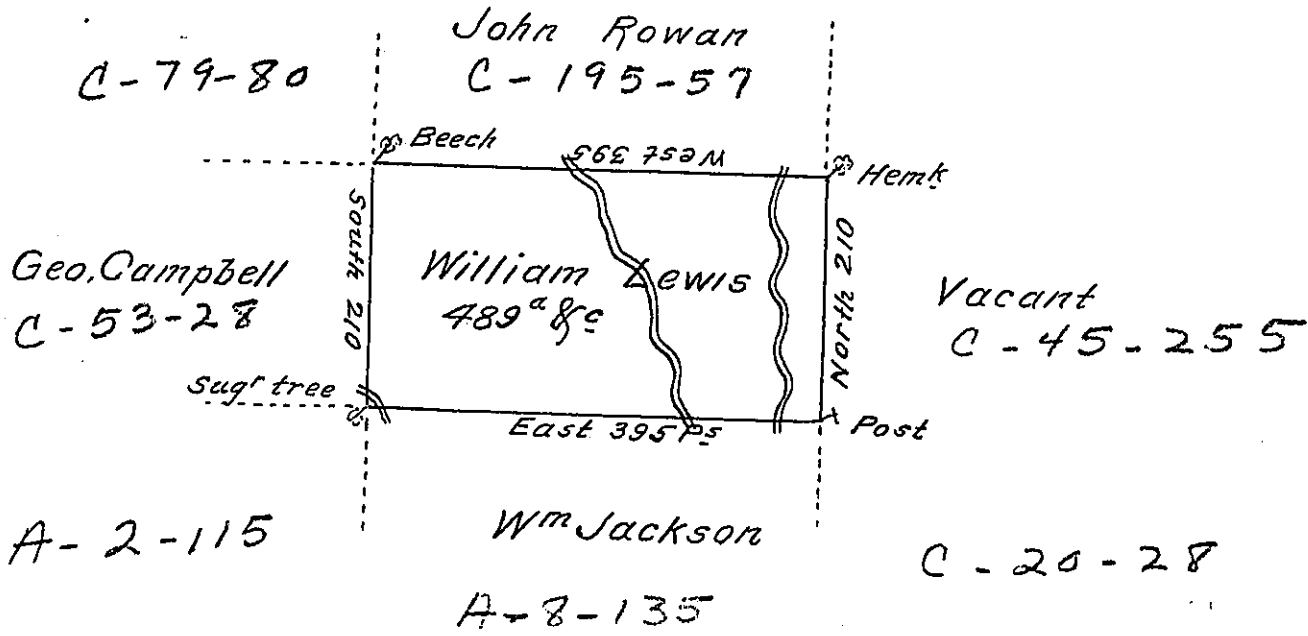 John Rowan
C-79-80
C-195-57
Beech
West 395
Hemk
South 210
North 210
Geo. Campbell
C-53-28
William Lewis
489a &c
Vacant
C-45-255
Sugr tree
East 395 Ps
Post
A-2-115
Wm Jackson
C-20-28
A-8-135